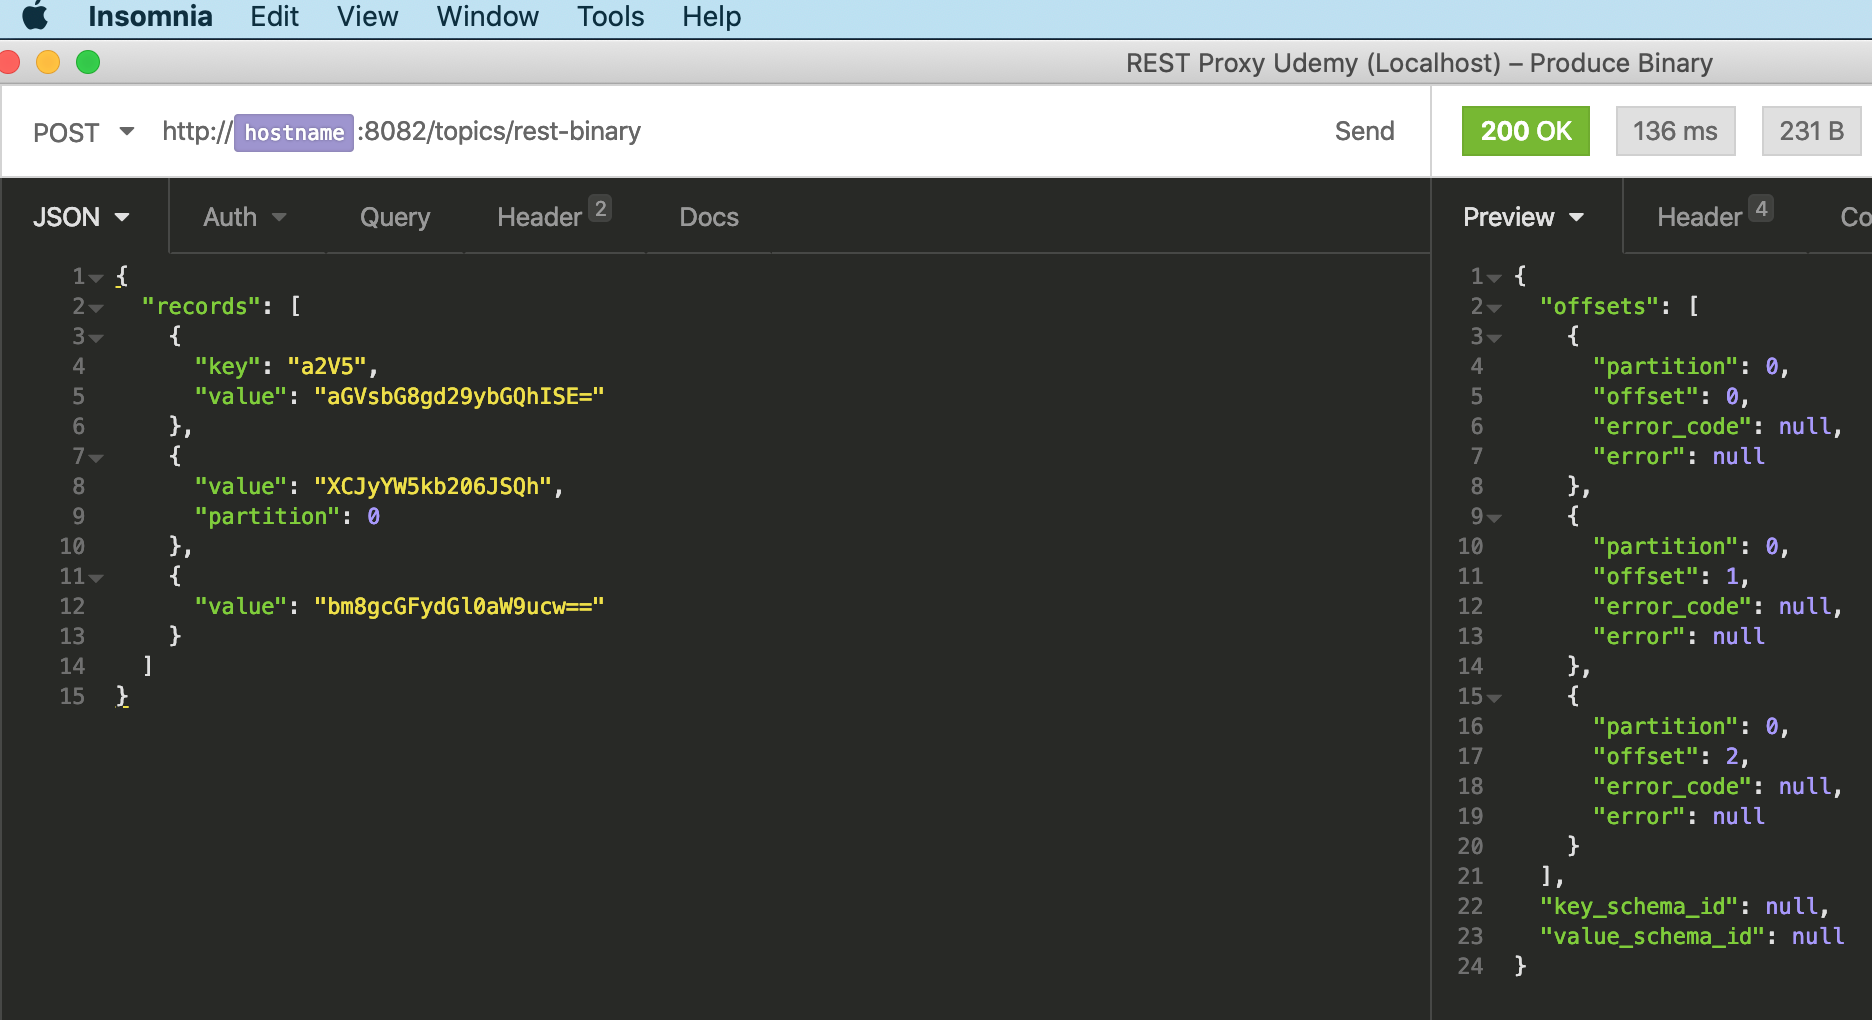 Insomnia Edit View Window Tools Help
REST Proxy Udemy (Localhost) – Produce Binary
POST http://hostname:8082/topics/rest-binary Send
200 OK 136 ms 231 B
JSON Auth Query Header 2 Docs
1 {
2 "records": [
3 {
4 "key": "a2V5",
5 "value": "aGVsbG8gd29ybGQhISE="
6 },
7 {
8 "value": "XCJyYW5kb206JSQh",
9 "partition": 0
10 },
11 {
12 "value": "bm8gcGFydGl0aW9ucw=="
13 }
14 ]
15 }
Preview Header 4 Co
1 {
2 "offsets": [
3 {
4 "partition": 0,
5 "offset": 0,
6 "error_code": null,
7 "error": null
8 },
9 {
10 "partition": 0,
11 "offset": 1,
12 "error_code": null,
13 "error": null
14 },
15 {
16 "partition": 0,
17 "offset": 2,
18 "error_code": null,
19 "error": null
20 }
21 ],
22 "key_schema_id": null,
23 "value_schema_id": null
24 }